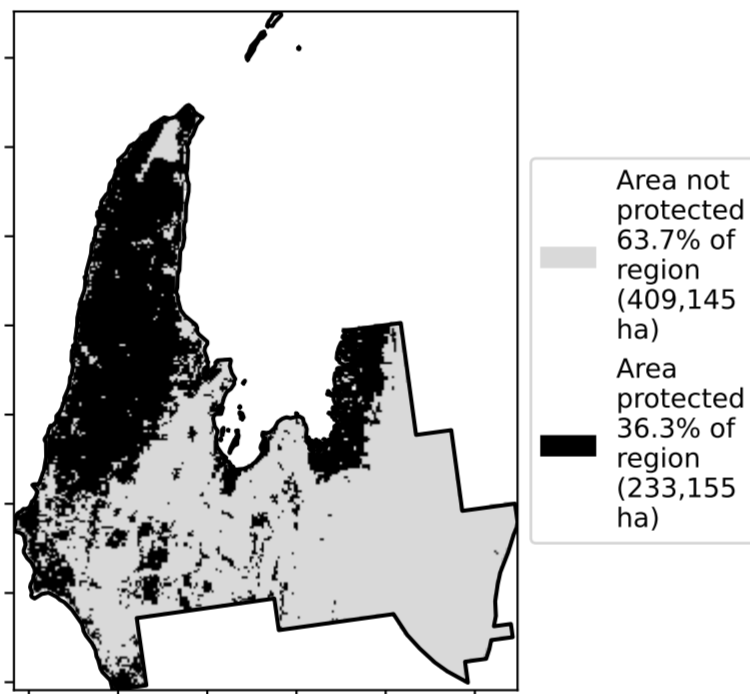 Area not
protected
63.7% of
region
(409,145
ha)
Area
protected
36.3% of
region
(233,155
ha)